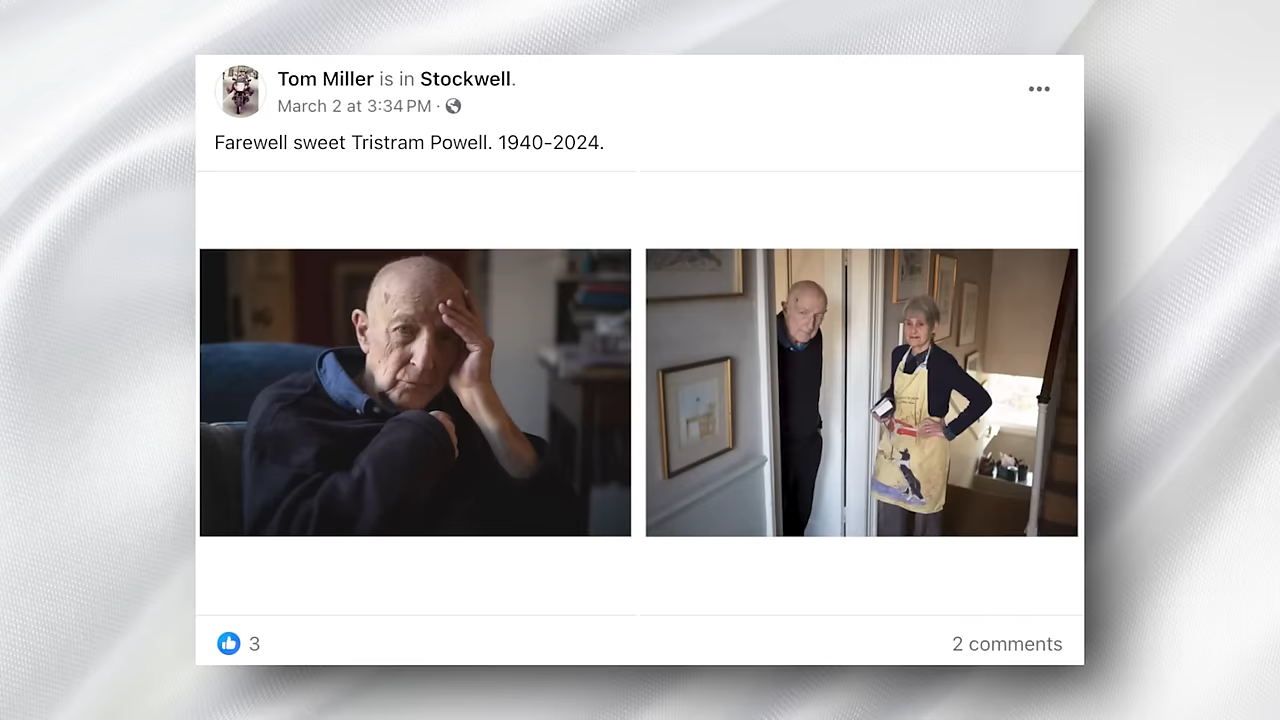 Tom Miller is in Stockwell.
March 2 at 3:34 PM ·
Farewell sweet Tristram Powell. 1940-2024.
3
2 comments